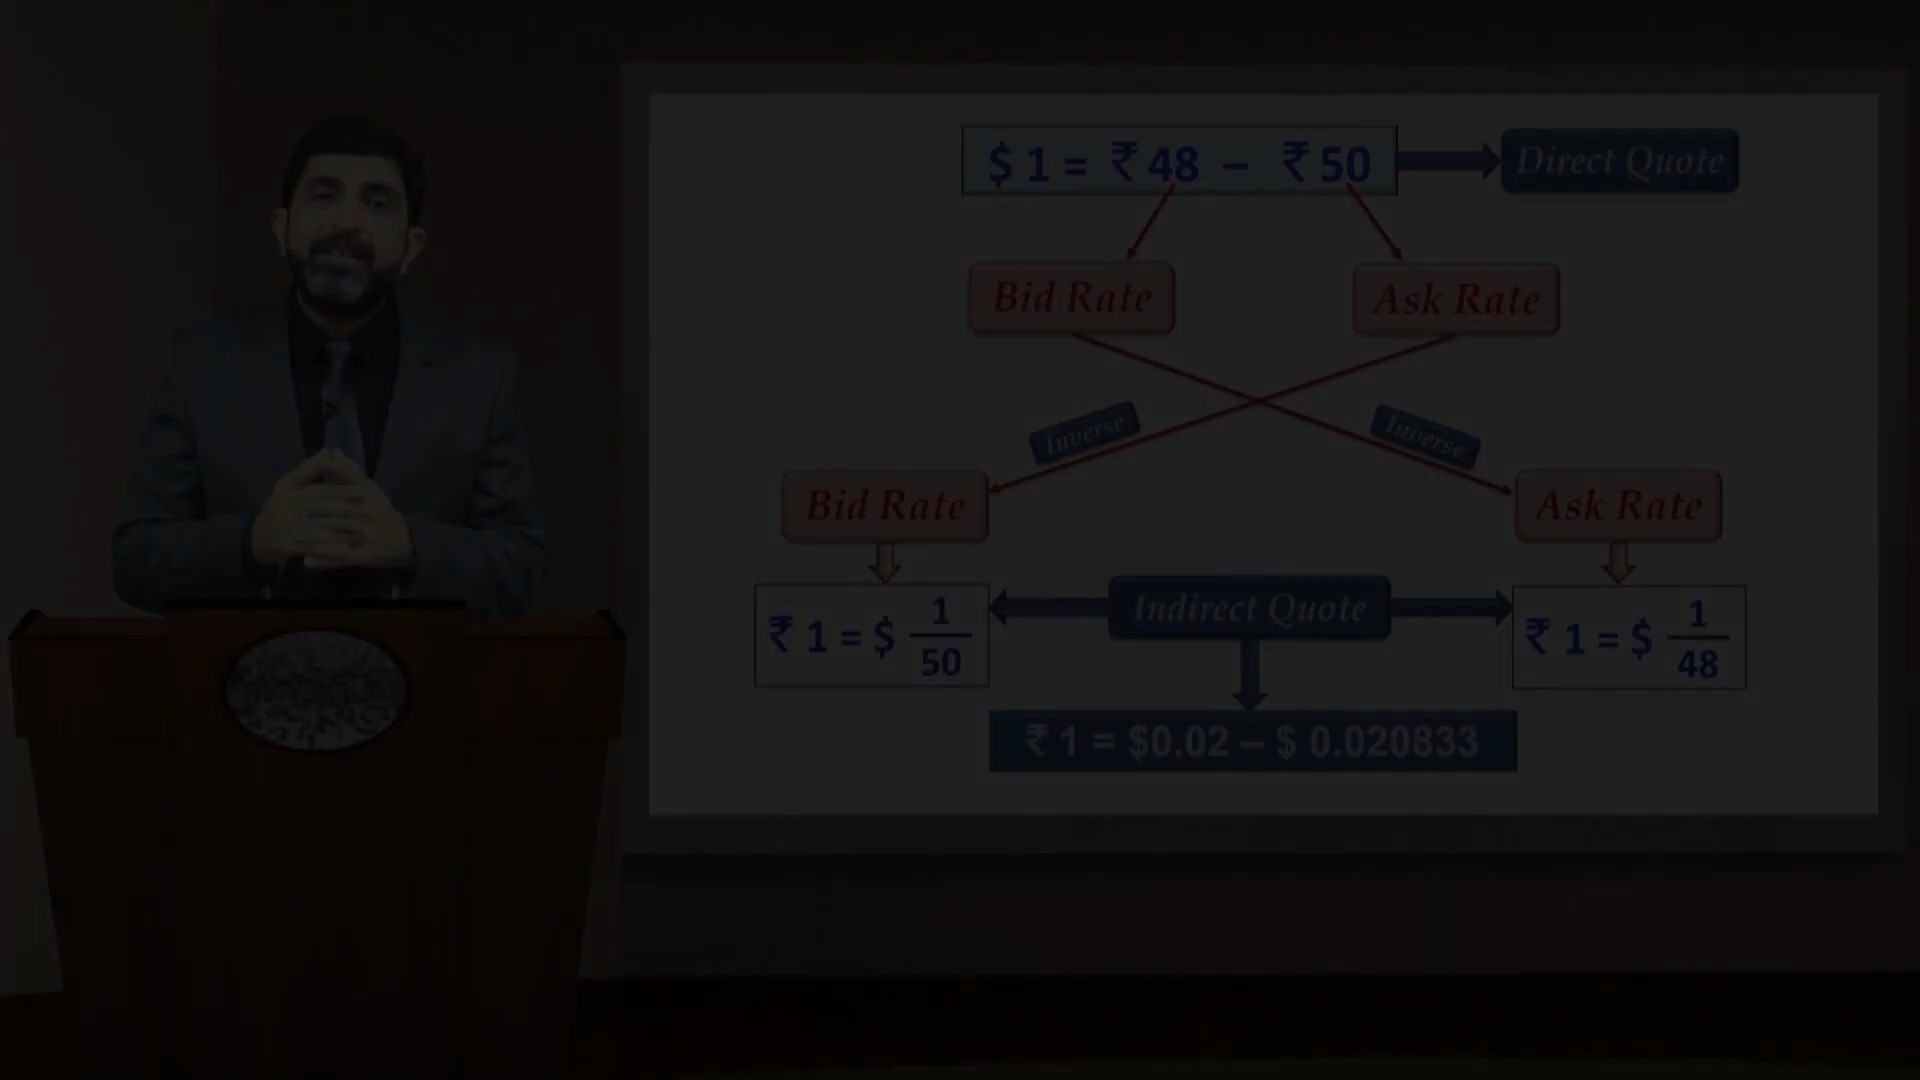 $ 1 = ₹ 48 – ₹ 50
Direct Quote
Bid Rate
Ask Rate
Inverse
Inverse
Bid Rate
Ask Rate
₹ 1 = $ 1/50
Indirect Quote
₹ 1 = $ 1/48
₹ 1 = $0.02 – $ 0.020833